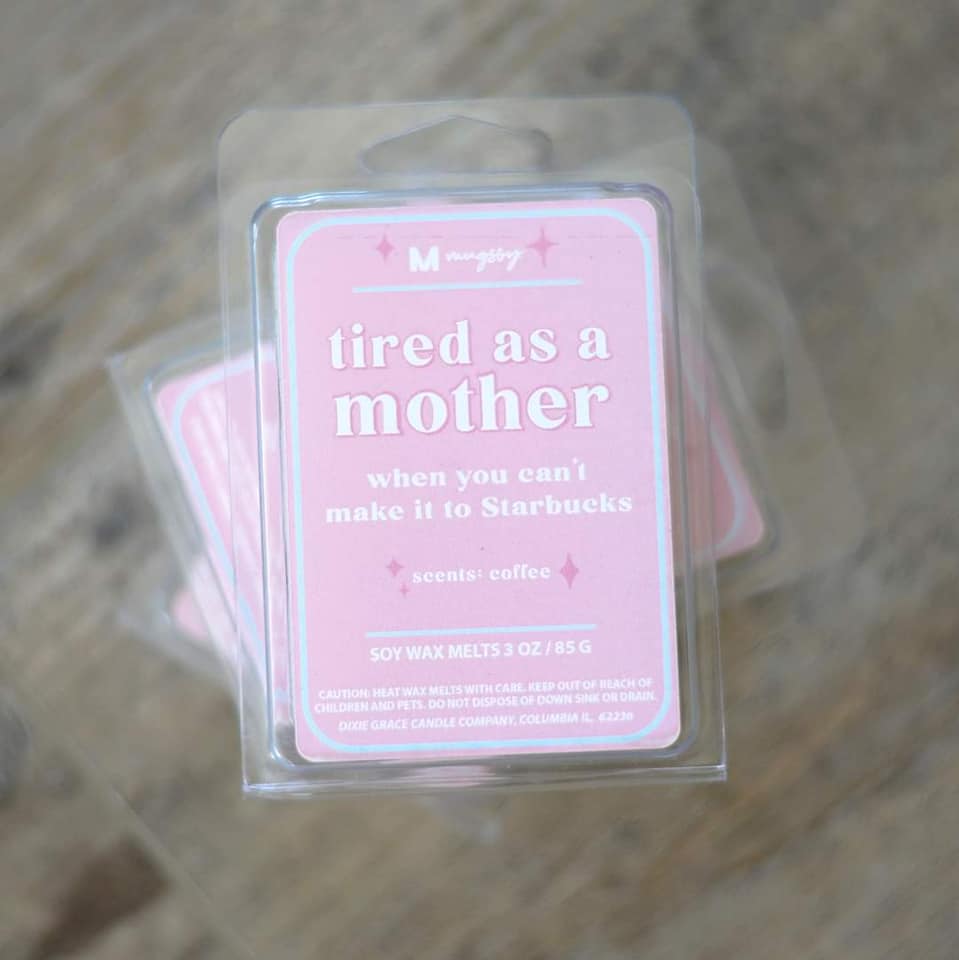 M mugsby
tired as a
mother
when you can't
make it to Starbucks
scents: coffee
SOY WAX MELTS 3 OZ / 85 G
CAUTION: HEAT WAX MELTS WITH CARE. KEEP OUT OF REACH OF
CHILDREN AND PETS. DO NOT DISPOSE OF DOWN SINK OR DRAIN.
DIXIE GRACE CANDLE COMPANY, COLUMBIA IL, 62236